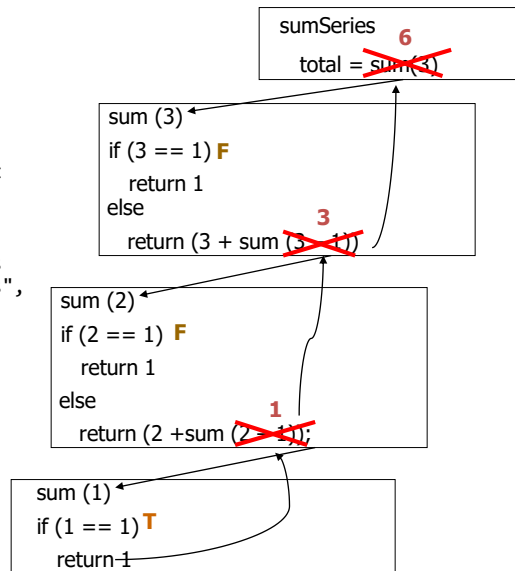 sumSeries
6
total = sum(3)
sum (3)
if (3 == 1) F
return 1
else
3
return (3 + sum (3 – 1))
",
sum (2)
if (2 == 1) F
return 1
else
1
return (2 +sum (2 – 1));
sum (1)
if (1 == 1) T
return 1